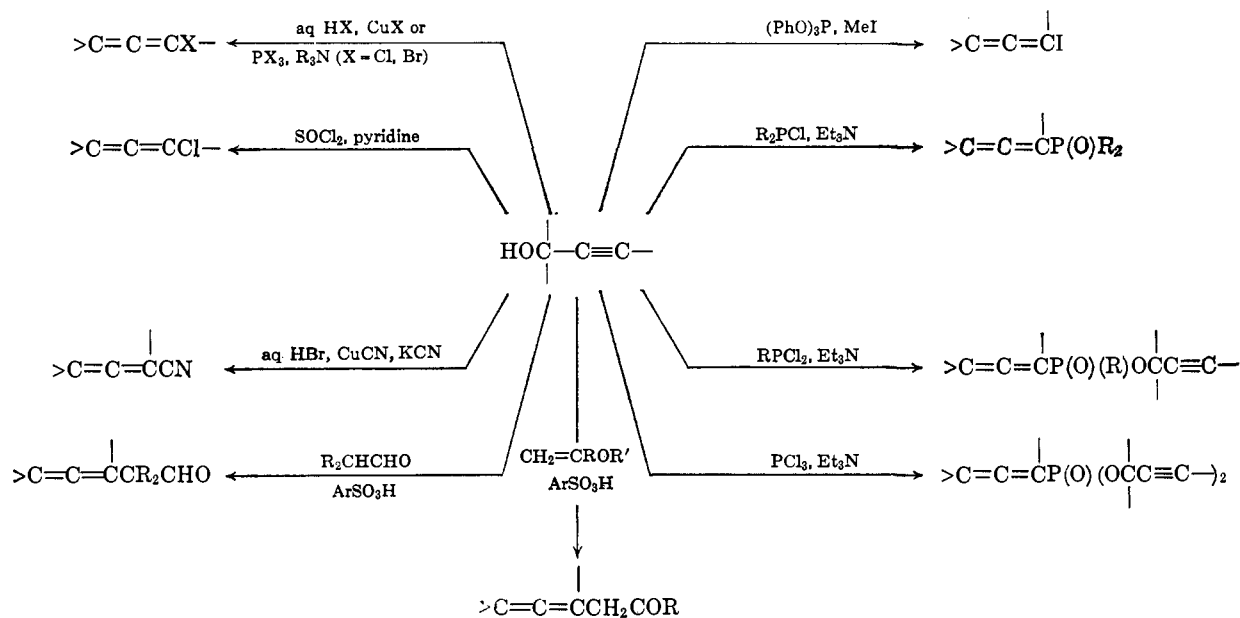 >C=C=CX—
aq HX, CuX or
PX₃, R₃N (X = Cl, Br)
(PhO)₃P, MeI
>C=C=CI
>C=C=CCl—
SOCl₂, pyridine
R₂PCl, Et₃N
>C=C=CP(O)R₂
HOC—C≡C—
>C=C=CCN
aq HBr, CuCN, KCN
RPCl₂, Et₃N
>C=C=CP(O)(R)OCC≡C—
>C=C=CCR₂CHO
R₂CHCHO
ArSO₃H
CH₂=CROR'
ArSO₃H
PCl₃, Et₃N
>C=C=CP(O)(OCC≡C—)₂
>C=C=CCH₂COR